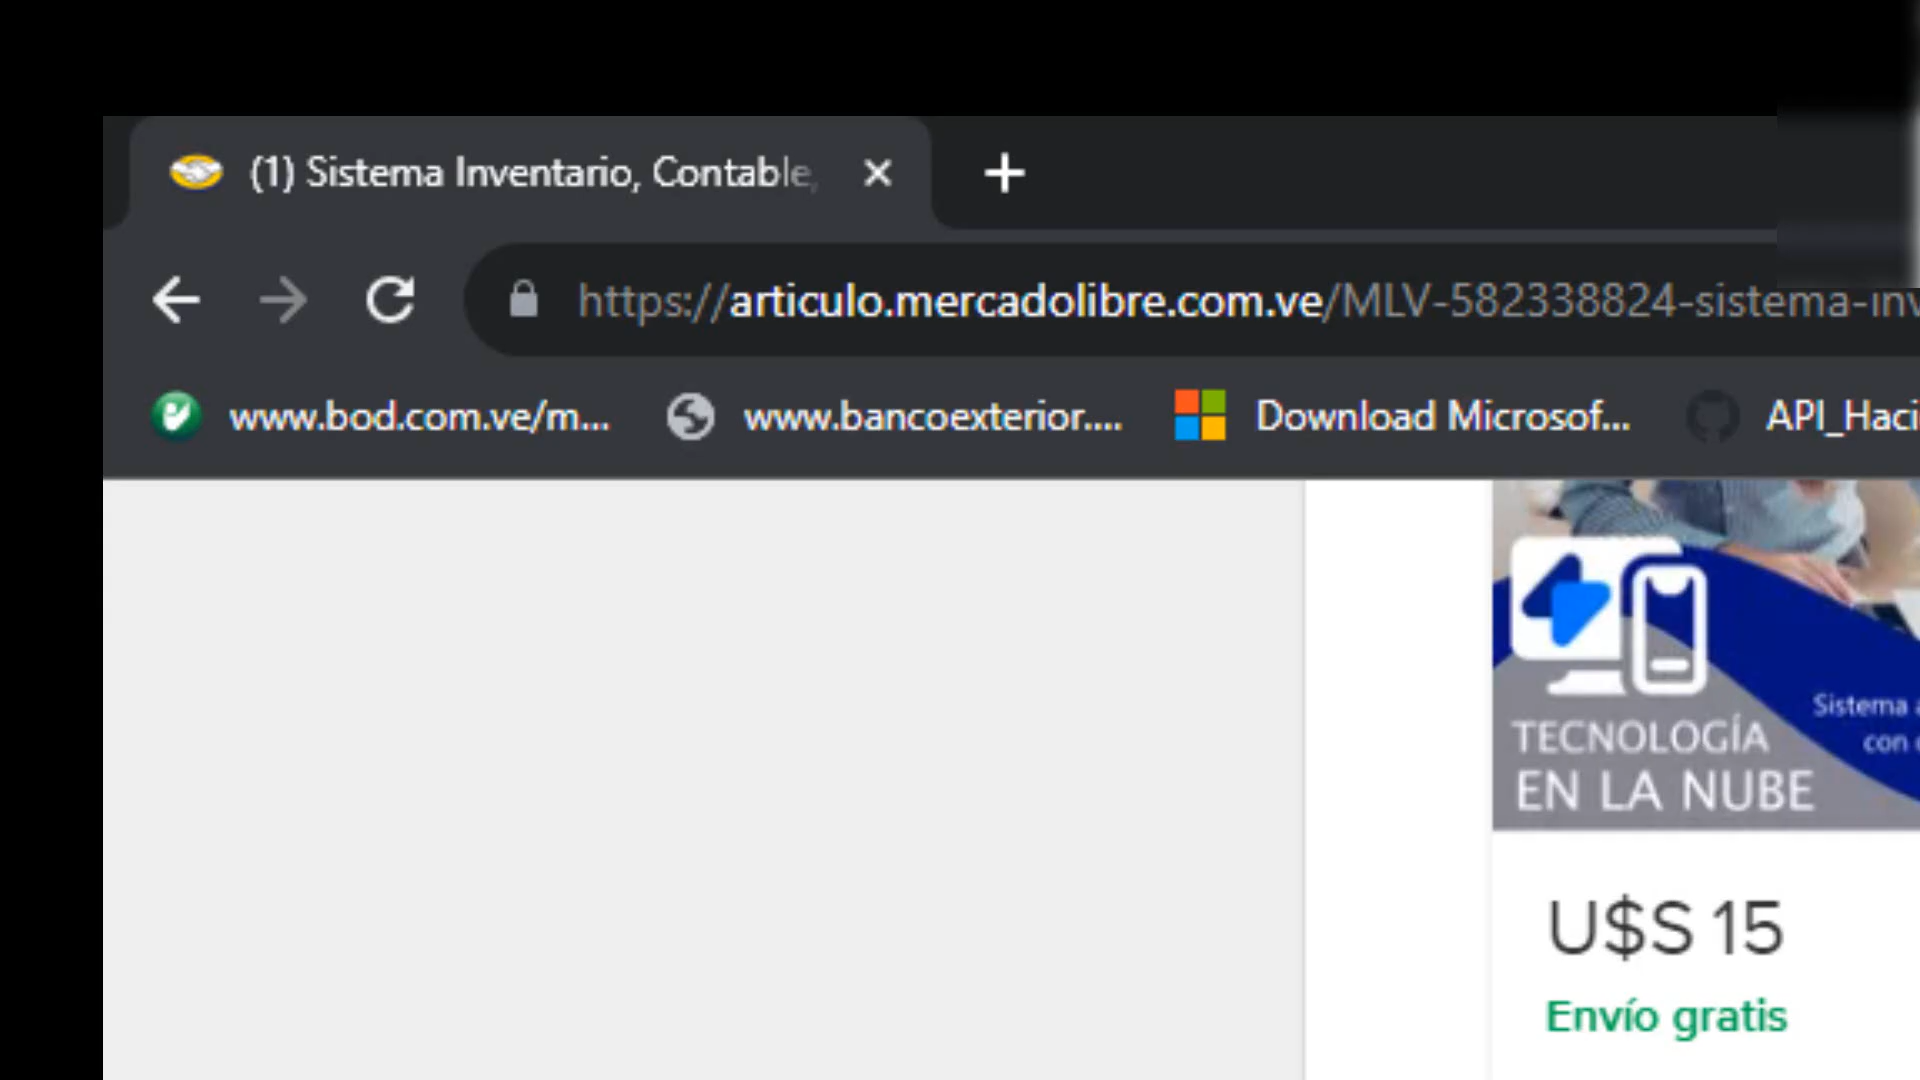 (1) Sistema Inventario, Contable,
https://articulo.mercadolibre.com.ve/MLV-582338824-sistema-inv
www.bod.com.ve/m... www.bancoexterior.... Download Microsof... API_Haci
Sistema
con
TECNOLOGÍA
EN LA NUBE
U$S 15
Envío gratis